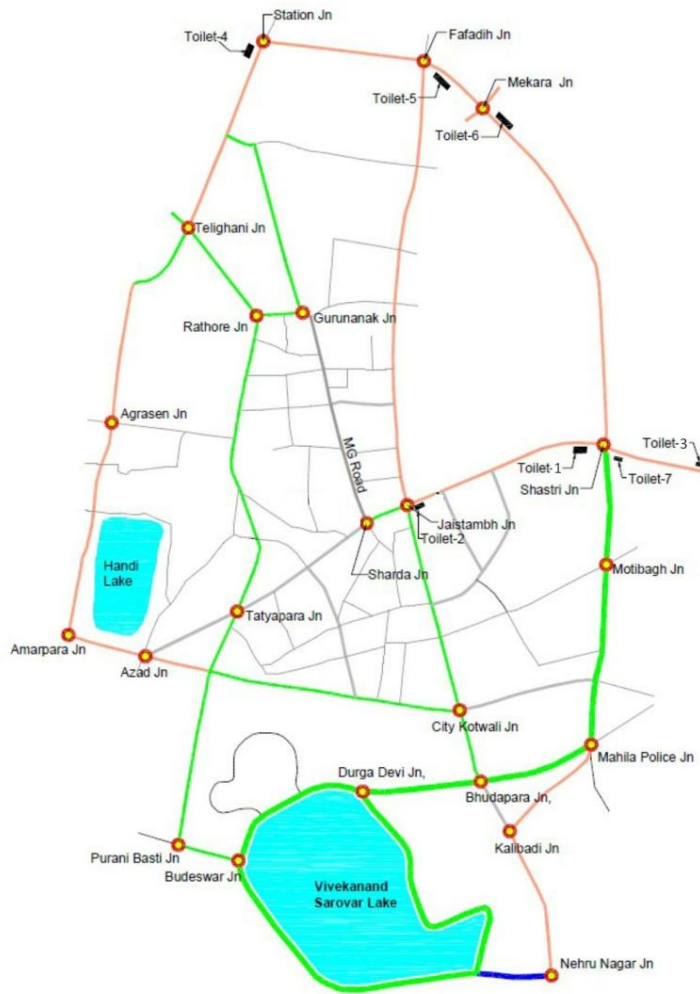 Station Jn
Toilet-4
Fafadih Jn
Toilet-5
Mekara Jn
Toilet-6
Telighani Jn
Rathore Jn
Gurunanak Jn
Agrasen Jn
MG Road
Toilet-3
Toilet-1
Toilet-7
Shastri Jn
Jaistambh Jn
Toilet-2
Handi
Lake
Sharda Jn
Motibagh Jn
Tatyapara Jn
Amarpara Jn
Azad Jn
City Kotwali Jn
Mahila Police Jn
Durga Devi Jn,
Bhudapara Jn,
Kalibadi Jn
Purani Basti Jn
Budeswar Jn
Vivekanand
Sarovar Lake
Nehru Nagar Jn